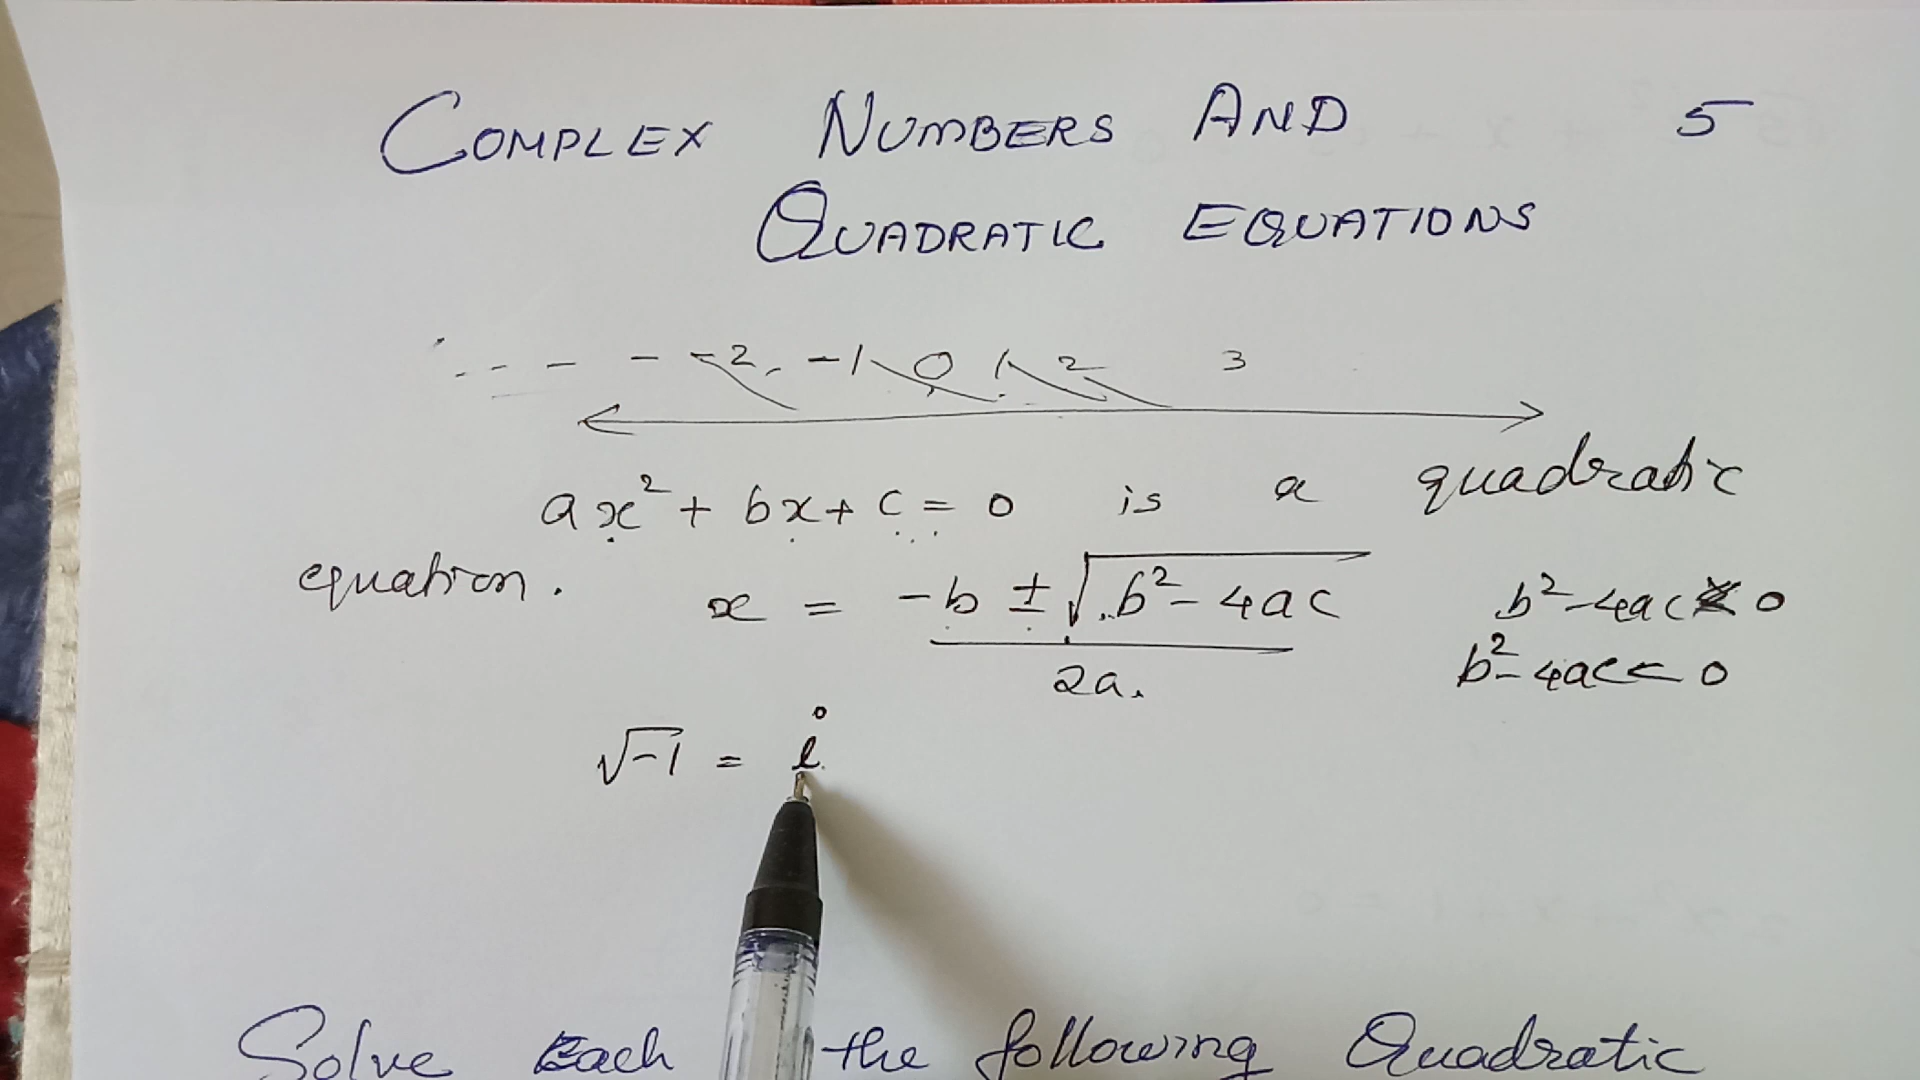 COMPLEX NUMBERS AND 5
QUADRATIC EQUATIONS
- - - - -2, -1 0 1 2 3
ax² + bx + c = 0 is a quadratic
equation. x = -b ± √b² - 4ac b² - 4ac < 0
2a. b² - 4ac < 0
√-1 = i
Solve Each the following Quadratic